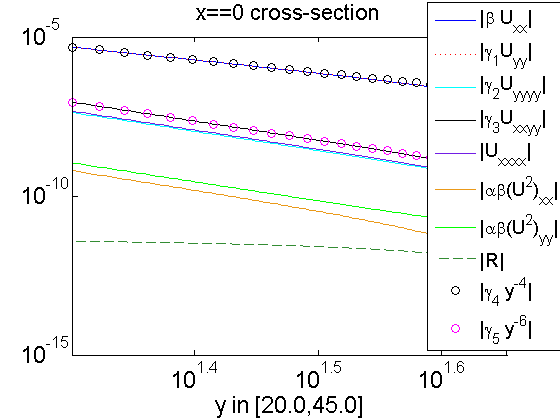 x==0 cross-section
10^-5
10^-10
10^-15
10^1.4
10^1.5
10^1.6
y in [20.0,45.0]
|β U_xx|
|γ_1 U_yy|
|γ_2 U_yyyy|
|γ_3 U_xxyy|
|U_xxxx|
|αβ(U^2)_xx|
|αβ(U^2)_yy|
|R|
|γ_4 y^-4|
|γ_5 y^-6|